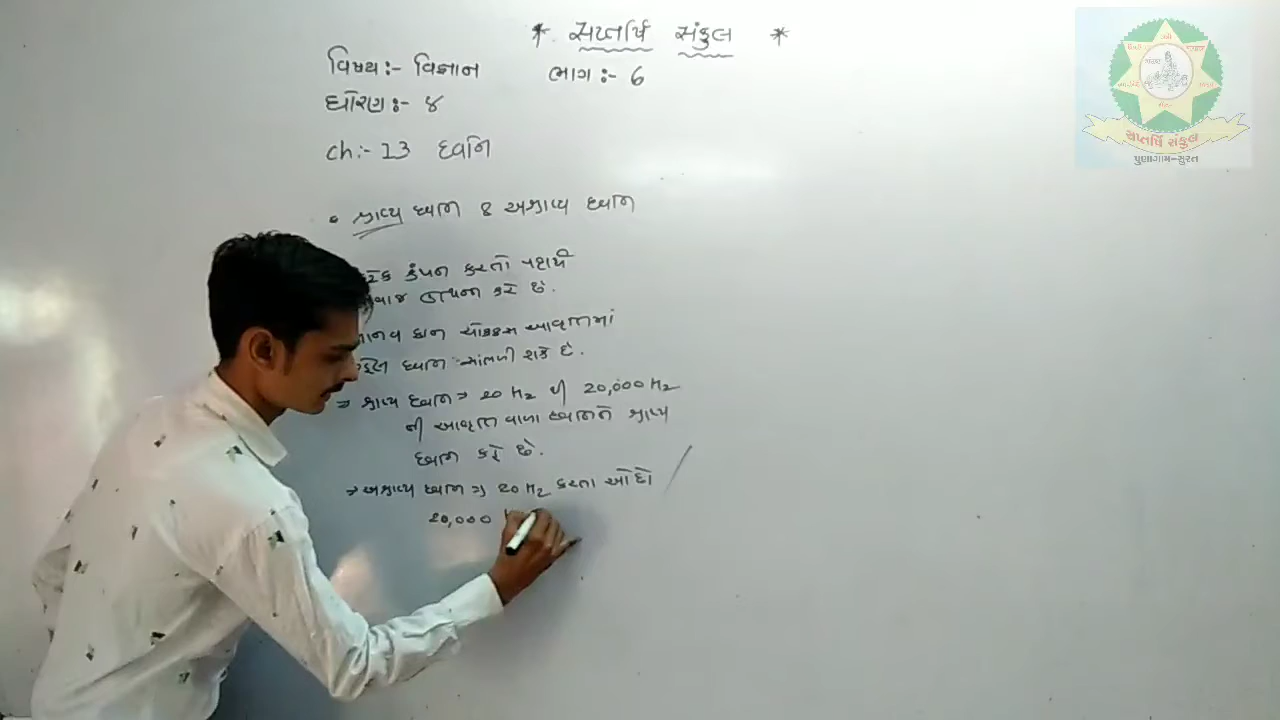 * સપ્તર્ષિ સંકુલ *
વિષય:- વિજ્ઞાન ભાગ:- 6
ધોરણ:- ૪
ch:- 13 ધ્વનિ
• શ્રાવ્ય ધ્વનિ & અશ્રાવ્ય ધ્વનિ
કંપન કરતો પદાર્થ
ઉત્પન્ન કરે છે.
કાન ચોક્કસ આવૃત્તિમાં
ધ્વનિ સાંભળી શકે છે.
→ શ્રાવ્ય ધ્વનિ → 20 Hz થી 20,000 Hz
ની આવૃત્તિ વાળા ધ્વનિને શ્રાવ્ય
ધ્વનિ કહે છે.
→ અશ્રાવ્ય ધ્વનિ → 20 Hz કરતા ઓછો /
20,000
સપ્તર્ષિ સંકુલ
પુણાગામ-સુરત